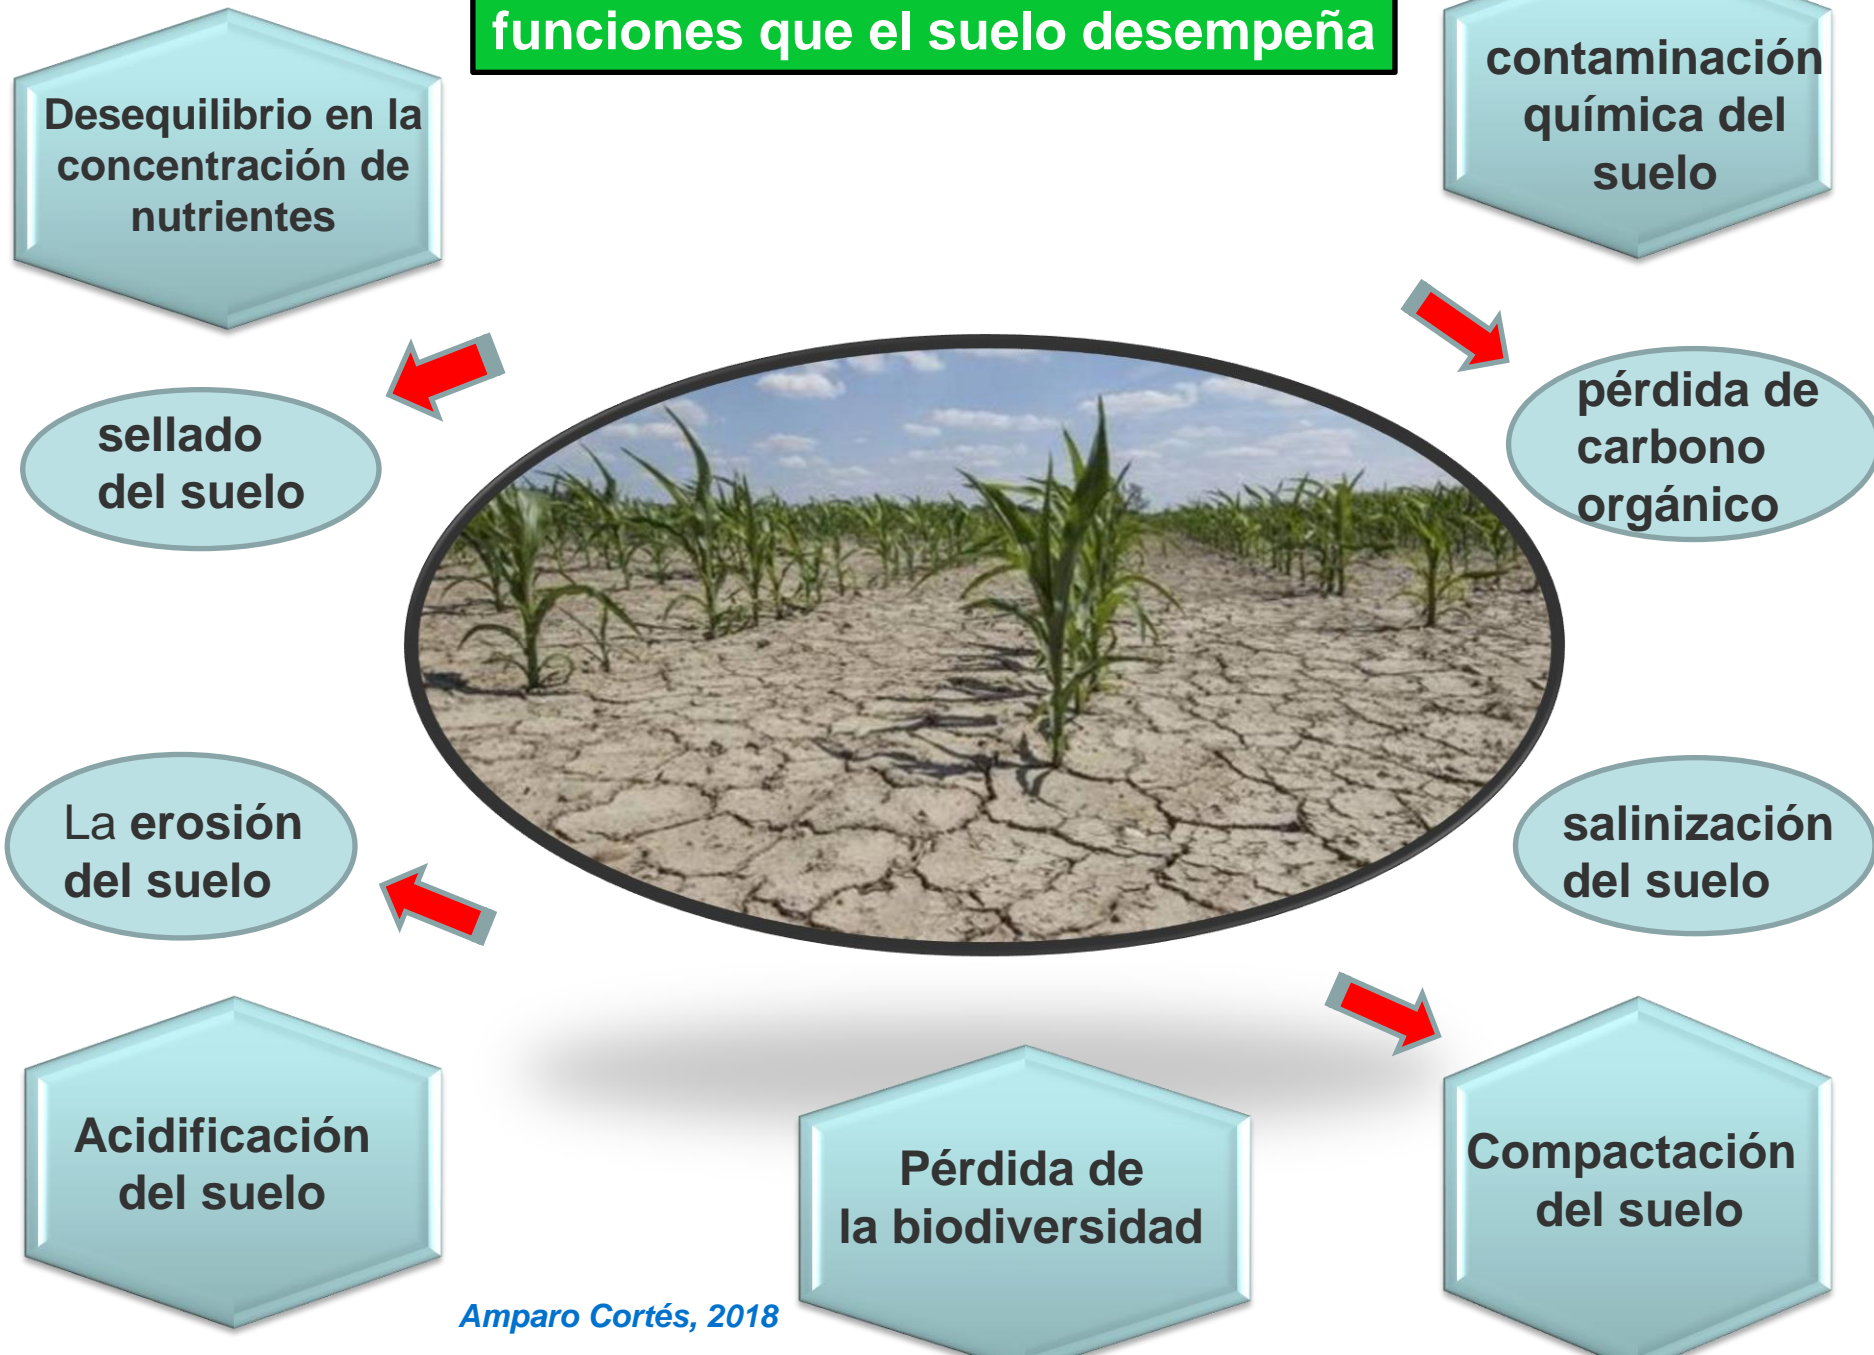 funciones que el suelo desempeña
Desequilibrio en la
concentración de
nutrientes
contaminación
química del
suelo
sellado
del suelo
pérdida de
carbono
orgánico
La erosión
del suelo
salinización
del suelo
Acidificación
del suelo
Pérdida de
la biodiversidad
Compactación
del suelo
Amparo Cortés, 2018